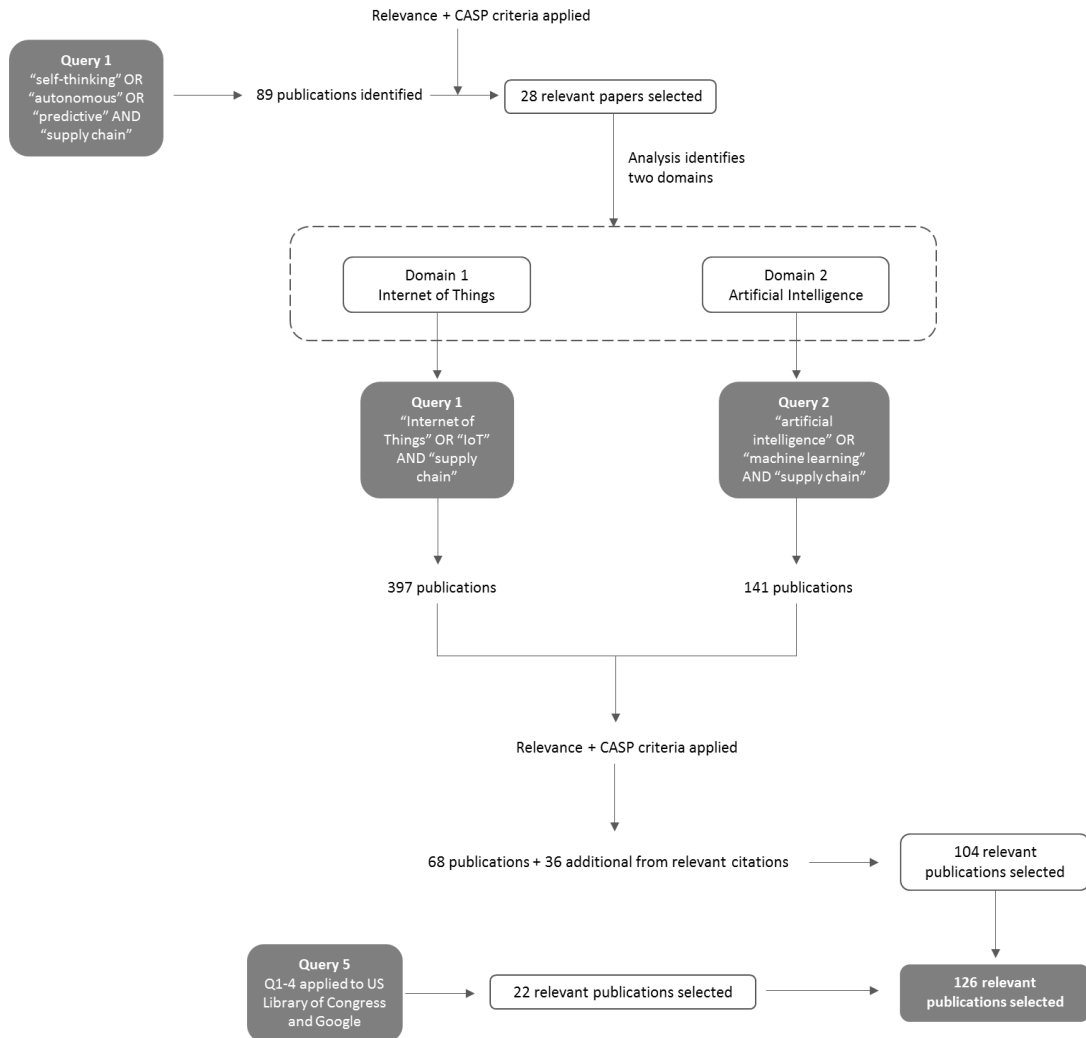 Relevance + CASP criteria applied
Query 1
“self-thinking” OR
“autonomous” OR
“predictive” AND
“supply chain”
89 publications identified
28 relevant papers selected
Analysis identifies
two domains
Domain 1
Internet of Things
Domain 2
Artificial Intelligence
Query 1
“Internet of
Things” OR “IoT”
AND “supply
chain”
Query 2
“artificial
intelligence” OR
“machine learning”
AND “supply chain”
397 publications
141 publications
Relevance + CASP criteria applied
68 publications + 36 additional from relevant citations
104 relevant
publications selected
Query 5
Q1-4 applied to US
Library of Congress
and Google
22 relevant publications selected
126 relevant
publications selected